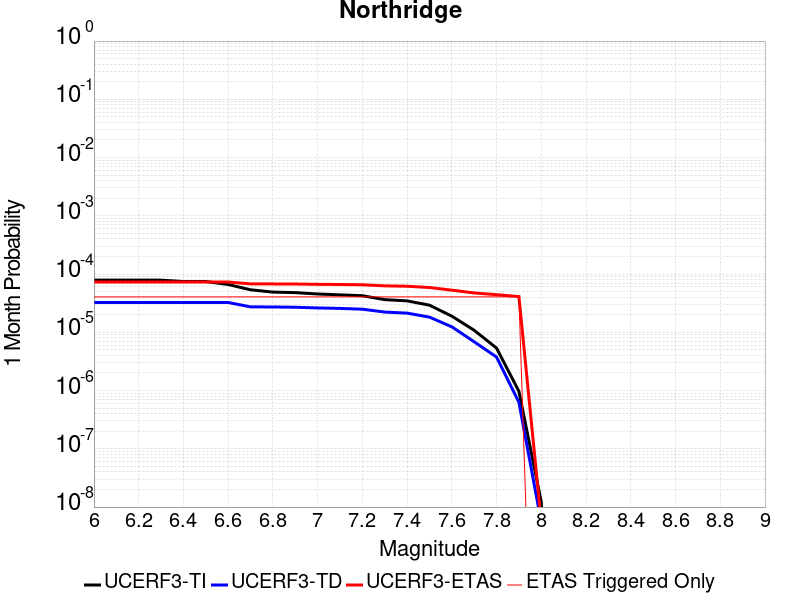 Northridge
10 0
10 -1
10 -2
10 -3
10 -4
10 -5
10 -6
10 -7
10 -8
1 Month Probability
6 6.2 6.4 6.6 6.8 7 7.2 7.4 7.6 7.8 8 8.2 8.4 8.6 8.8 9
Magnitude
UCERF3-TI UCERF3-TD UCERF3-ETAS ETAS Triggered Only